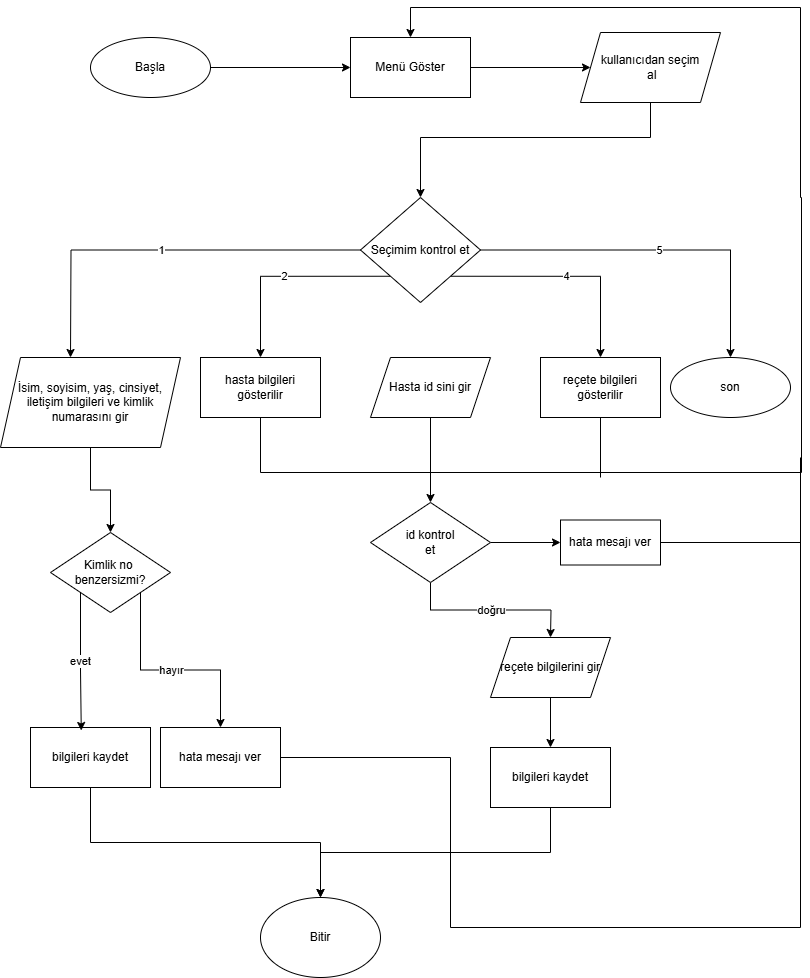 Başla
Menü Göster
kullanıcıdan seçim
al
Seçimim kontrol et
1
5
2
4
İsim, soyisim, yaş, cinsiyet,
iletişim bilgileri ve kimlik
numarasını gir
hasta bilgileri
gösterilir
Hasta id sini gir
reçete bilgileri
gösterilir
son
id kontrol
et
hata mesajı ver
Kimlik no
benzersizmi?
doğru
evet
hayır
reçete bilgilerini gir
bilgileri kaydet
hata mesajı ver
bilgileri kaydet
Bitir